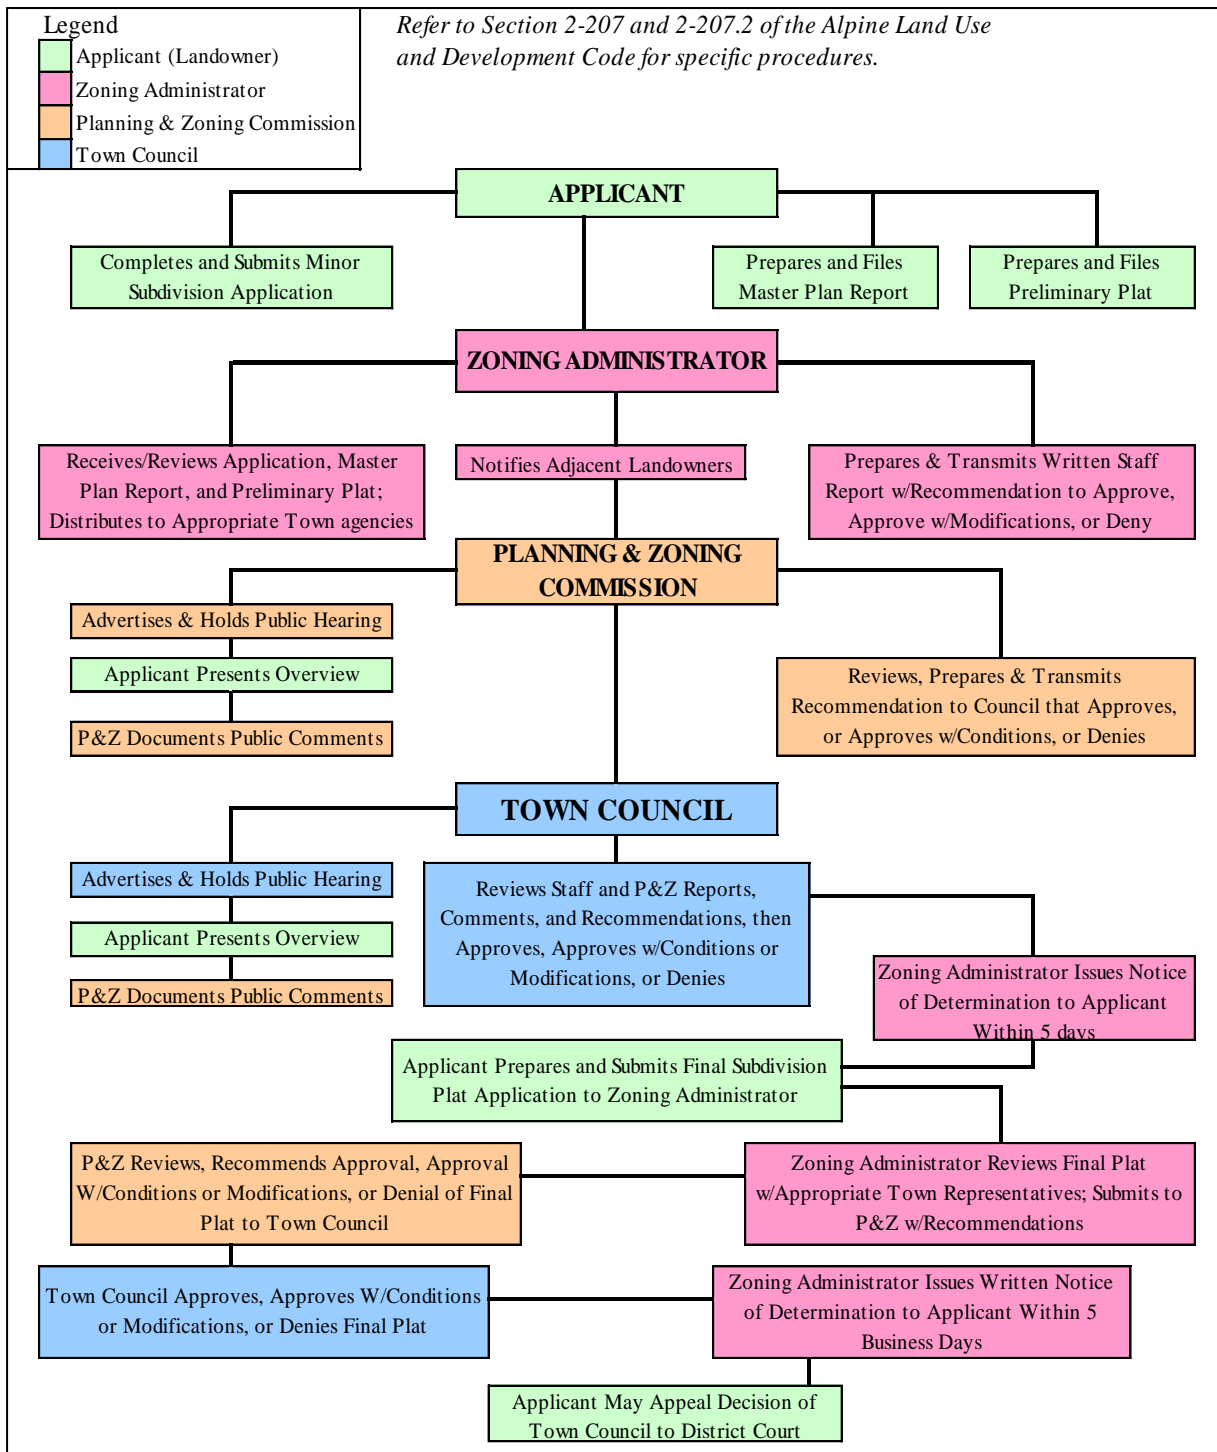 Legend
Applicant (Landowner)
Zoning Administrator
Planning & Zoning Commission
Town Council
Refer to Section 2-207 and 2-207.2 of the Alpine Land Use
and Development Code for specific procedures.
APPLICANT
Completes and Submits Minor
Subdivision Application
Prepares and Files
Master Plan Report
Prepares and Files
Preliminary Plat
ZONING ADMINISTRATOR
Receives/Reviews Application, Master
Plan Report, and Preliminary Plat;
Distributes to Appropriate Town agencies
Notifies Adjacent Landowners
Prepares & Transmits Written Staff
Report w/Recommendation to Approve,
Approve w/Modifications, or Deny
PLANNING & ZONING
COMMISSION
Advertises & Holds Public Hearing
Applicant Presents Overview
P&Z Documents Public Comments
Reviews, Prepares & Transmits
Recommendation to Council that Approves,
or Approves w/Conditions, or Denies
TOWN COUNCIL
Advertises & Holds Public Hearing
Applicant Presents Overview
P&Z Documents Public Comments
Reviews Staff and P&Z Reports,
Comments, and Recommendations, then
Approves, Approves w/Conditions or
Modifications, or Denies
Zoning Administrator Issues Notice
of Determination to Applicant
Within 5 days
Applicant Prepares and Submits Final Subdivision
Plat Application to Zoning Administrator
P&Z Reviews, Recommends Approval, Approval
W/Conditions or Modifications, or Denial of Final
Plat to Town Council
Zoning Administrator Reviews Final Plat
w/Appropriate Town Representatives; Submits to
P&Z w/Recommendations
Town Council Approves, Approves W/Conditions
or Modifications, or Denies Final Plat
Zoning Administrator Issues Written Notice
of Determination to Applicant Within 5
Business Days
Applicant May Appeal Decision of
Town Council to District Court